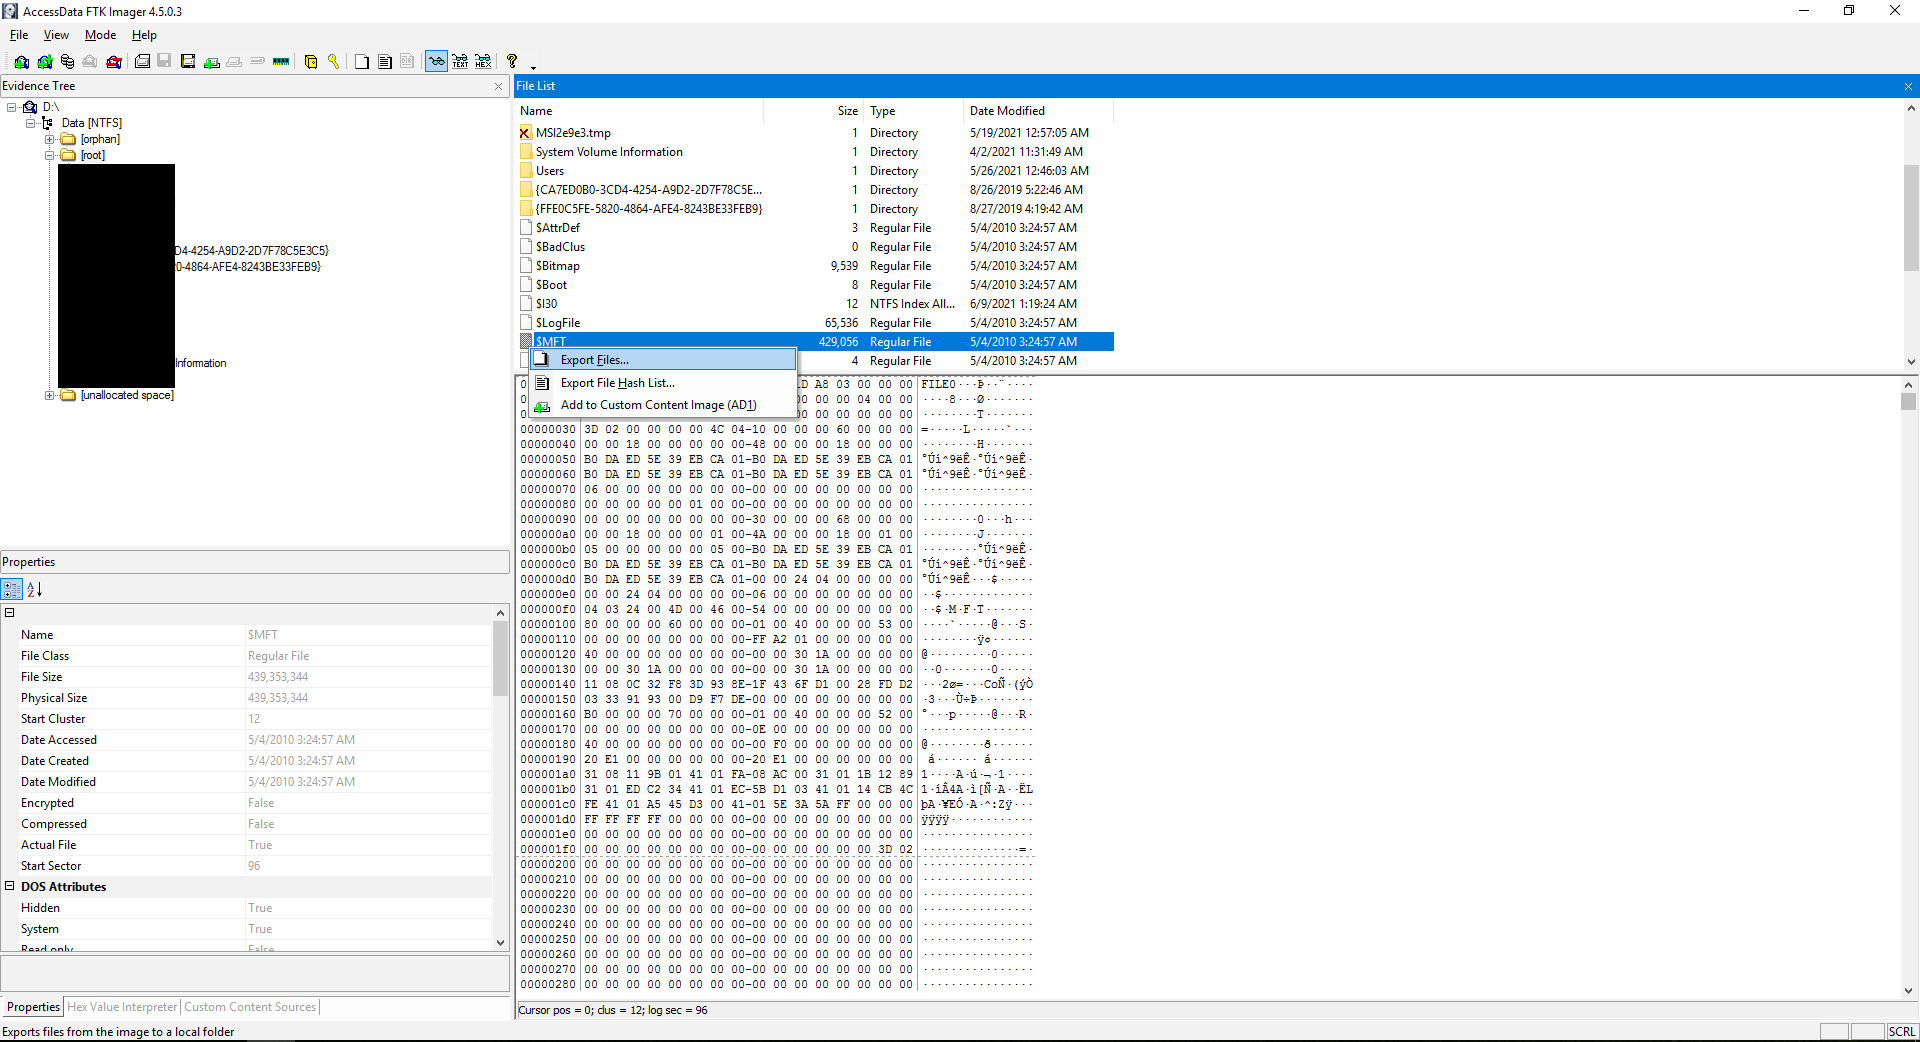 AccessData FTK Imager 4.5.0.3
File View Mode Help
Evidence Tree
D:\
Data [NTFS]
[orphan]
[root]
D4-4254-A9D2-2D7F78C5E3C5}
20-4864-AFE4-8243BE33FEB9}
Information
[unallocated space]
Properties
Name $MFT
File Class Regular File
File Size 439,353,344
Physical Size 439,353,344
Start Cluster 12
Date Accessed 5/4/2010 3:24:57 AM
Date Created 5/4/2010 3:24:57 AM
Date Modified 5/4/2010 3:24:57 AM
Encrypted False
Compressed False
Actual File True
Start Sector 96
DOS Attributes
Hidden True
System True
Read only False
Properties Hex Value Interpreter Custom Content Sources
Exports files from the image to a local folder
File List
Name Size Type Date Modified
MSI2e9e3.tmp 1 Directory 5/19/2021 12:57:05 AM
System Volume Information 1 Directory 4/2/2021 11:31:49 AM
Users 1 Directory 5/26/2021 12:46:03 AM
{CA7ED0B0-3CD4-4254-A9D2-2D7F78C5E... 1 Directory 8/26/2019 5:22:46 AM
{FFE0C5FE-5820-4864-AFE4-8243BE33FEB9} 1 Directory 8/27/2019 4:19:42 AM
$AttrDef 3 Regular File 5/4/2010 3:24:57 AM
$BadClus 0 Regular File 5/4/2010 3:24:57 AM
$Bitmap 9,539 Regular File 5/4/2010 3:24:57 AM
$Boot 8 Regular File 5/4/2010 3:24:57 AM
$I30 12 NTFS Index All... 6/9/2021 1:19:24 AM
$LogFile 65,536 Regular File 5/4/2010 3:24:57 AM
$MFT 429,056 Regular File 5/4/2010 3:24:57 AM
4 Regular File 5/4/2010 3:24:57 AM
Export Files...
Export File Hash List...
Add to Custom Content Image (AD1)
0 D A8 03 00 00 00 FILE0···Þ··¨····
0 00 00 04 00 00 00 ····8··Ø········
0 00 00 00 00 00 00 ··········T·····
00000030 3D 02 00 00 00 00 4C 04-10 00 00 00 60 00 00 00 =·····L·····`···
00000040 00 00 18 00 00 00 00 00-48 00 00 00 18 00 00 00 ········H·······
00000050 B0 DA ED 5E 39 EB CA 01-B0 DA ED 5E 39 EB CA 01 °Úí^9ëÊ·°Úí^9ëÊ·
00000060 B0 DA ED 5E 39 EB CA 01-B0 DA ED 5E 39 EB CA 01 °Úí^9ëÊ·°Úí^9ëÊ·
00000070 06 00 00 00 00 00 00 00-00 00 00 00 00 00 00 00 ················
00000080 00 00 00 00 00 01 00 00-00 00 00 00 00 00 00 00 ················
00000090 00 00 00 00 00 00 00 00-30 00 00 00 68 00 00 00 ········0···h···
000000a0 00 00 18 00 00 00 01 00-4A 00 00 00 18 00 01 00 ········J·······
000000b0 05 00 00 00 00 00 05 00-B0 DA ED 5E 39 EB CA 01 ········°Úí^9ëÊ·
000000c0 B0 DA ED 5E 39 EB CA 01-B0 DA ED 5E 39 EB CA 01 °Úí^9ëÊ·°Úí^9ëÊ·
000000d0 B0 DA ED 5E 39 EB CA 01-00 00 24 04 00 00 00 00 °Úí^9ëÊ···$·····
000000e0 00 00 24 04 00 00 00 00-06 00 00 00 00 00 00 00 ··$·············
000000f0 04 03 24 00 4D 00 46 00-54 00 00 00 00 00 00 00 ··$·M·F·T·······
00000100 80 00 00 00 60 00 00 00-01 00 40 00 00 00 53 00 ····`·····@···S·
00000110 00 00 00 00 00 00 00 00-FF A2 01 00 00 00 00 00 ········ÿ¢······
00000120 40 00 00 00 00 00 00 00-00 00 30 1A 00 00 00 00 @·········0·····
00000130 00 00 30 1A 00 00 00 00-00 00 30 1A 00 00 00 00 ··0·······0·····
00000140 11 08 0C 32 F8 3D 93 8E-1F 43 6F D1 00 28 FD D2 ···2ø=···CoÑ·(ýÒ
00000150 03 33 91 93 00 D9 F7 DE-00 00 00 00 00 00 00 00 ·3···Ù÷Þ········
00000160 B0 00 00 00 70 00 00 00-01 00 40 00 00 00 52 00 °···p·····@···R·
00000170 00 00 00 00 00 00 00 00-0E 00 00 00 00 00 00 00 ················
00000180 40 00 00 00 00 00 00 00-00 F0 00 00 00 00 00 00 @········ð······
00000190 20 E1 00 00 00 00 00 00-20 E1 00 00 00 00 00 00 á······ á······
000001a0 31 08 11 9B 01 41 01 FA-08 AC 00 31 01 1B 12 89 1····A·ú·¬·1····
000001b0 31 01 ED C2 34 41 01 EC-5B D1 03 41 01 14 CB 4C 1·íÂ4A·ì[Ñ·A··ËL
000001c0 FE 41 01 A5 45 D3 00 41-01 5E 3A 5A FF 00 00 00 þA·¥EÓ·A·^:Zÿ···
000001d0 FF FF FF FF 00 00 00 00-00 00 00 00 00 00 00 00 ÿÿÿÿ············
000001e0 00 00 00 00 00 00 00 00-00 00 00 00 00 00 00 00 ················
000001f0 00 00 00 00 00 00 00 00-00 00 00 00 00 00 3D 02 ··············=·
00000200 00 00 00 00 00 00 00 00-00 00 00 00 00 00 00 00 ················
00000210 00 00 00 00 00 00 00 00-00 00 00 00 00 00 00 00 ················
00000220 00 00 00 00 00 00 00 00-00 00 00 00 00 00 00 00 ················
00000230 00 00 00 00 00 00 00 00-00 00 00 00 00 00 00 00 ················
00000240 00 00 00 00 00 00 00 00-00 00 00 00 00 00 00 00 ················
00000250 00 00 00 00 00 00 00 00-00 00 00 00 00 00 00 00 ················
00000260 00 00 00 00 00 00 00 00-00 00 00 00 00 00 00 00 ················
00000270 00 00 00 00 00 00 00 00-00 00 00 00 00 00 00 00 ················
00000280 00 00 00 00 00 00 00 00-00 00 00 00 00 00 00 00 ················
Cursor pos = 0; clus = 12; log sec = 96
SCRL